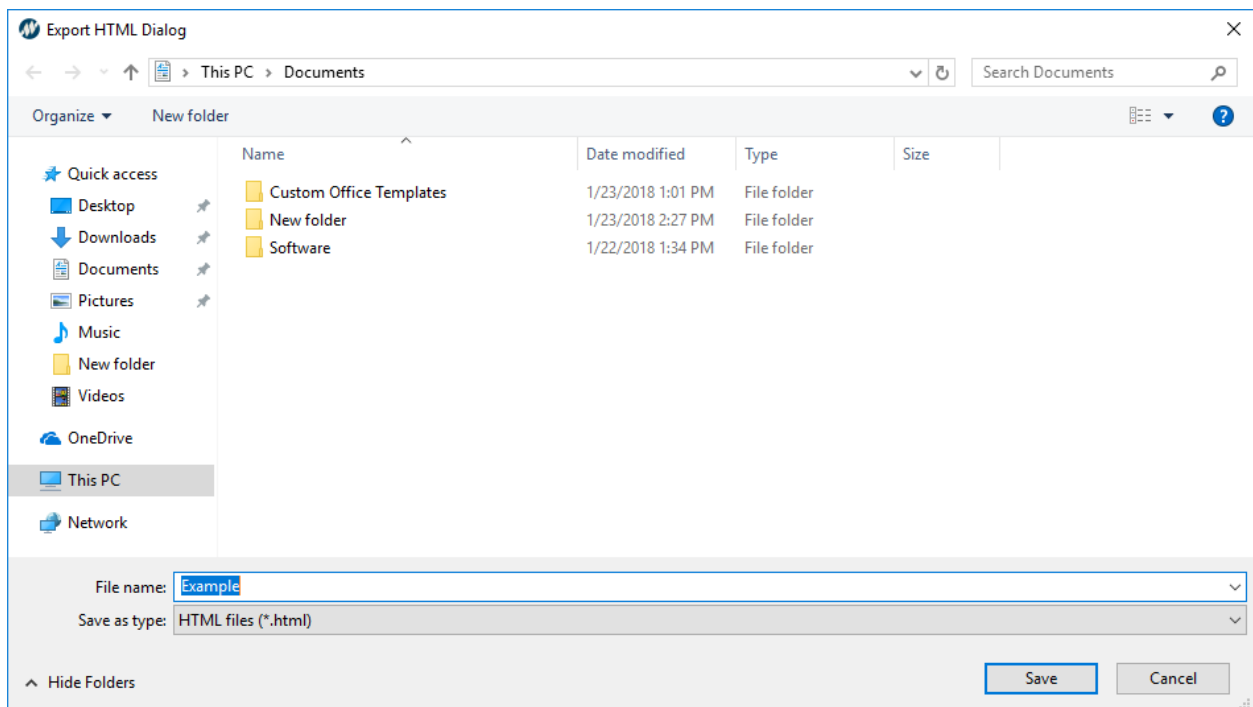 Export HTML Dialog
This PC > Documents
Search Documents
Organize
New folder
Name
Date modified
Type
Size
Quick access
Desktop
Downloads
Documents
Pictures
Music
New folder
Videos
OneDrive
This PC
Network
Custom Office Templates 1/23/2018 1:01 PM File folder
New folder 1/23/2018 2:27 PM File folder
Software 1/22/2018 1:34 PM File folder
File name: Example
Save as type: HTML files (*.html)
Hide Folders
Save
Cancel